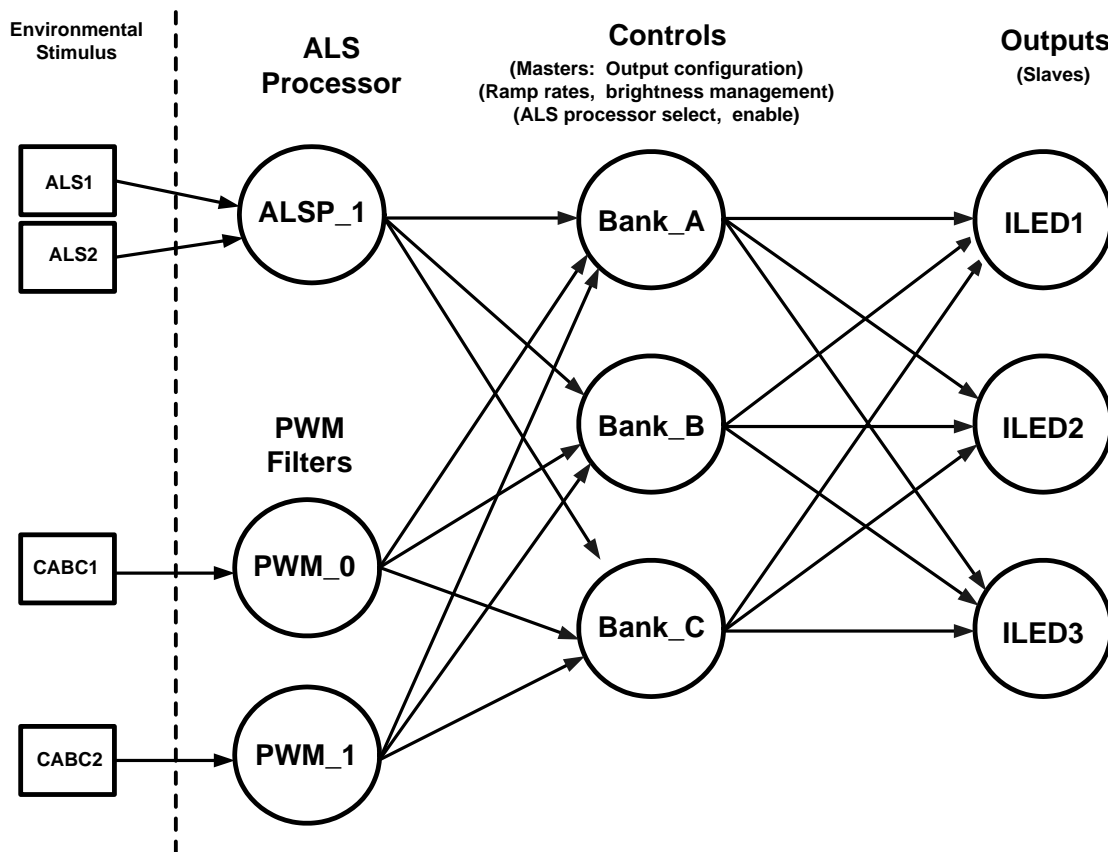 Environmental
Stimulus
ALS
Processor
Controls
(Masters: Output configuration)
(Ramp rates, brightness management)
(ALS processor select, enable)
Outputs
(Slaves)
ALS1
ALS2
ALSP_1
Bank_A
ILED1
PWM
Filters
Bank_B
ILED2
CABC1
PWM_0
Bank_C
ILED3
CABC2
PWM_1